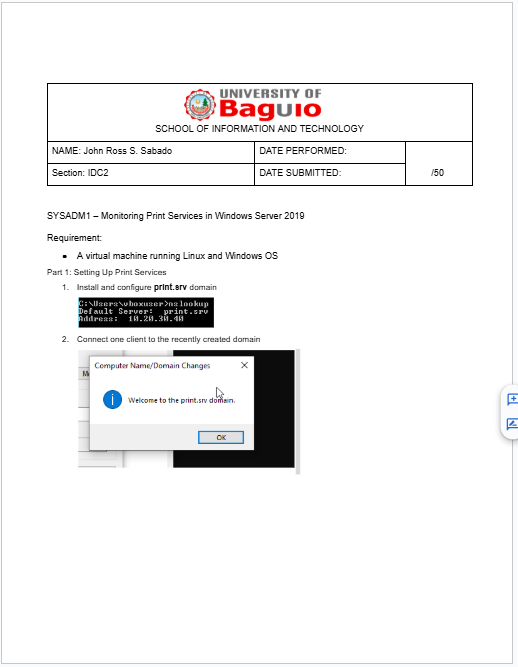 UNIVERSITY OF
Baguio
SCHOOL OF INFORMATION AND TECHNOLOGY
NAME: John Ross S. Sabado
DATE PERFORMED:
Section: IDC2
DATE SUBMITTED:
/50
SYSADM1 – Monitoring Print Services in Windows Server 2019
Requirement:
▪ A virtual machine running Linux and Windows OS
Part 1: Setting Up Print Services
1. Install and configure print.srv domain
C:\Users\vboxuser>nslookup
Default Server: print.srv
Address: 10.20.30.40
2. Connect one client to the recently created domain
Computer Name/Domain Changes
Welcome to the print.srv domain.
OK